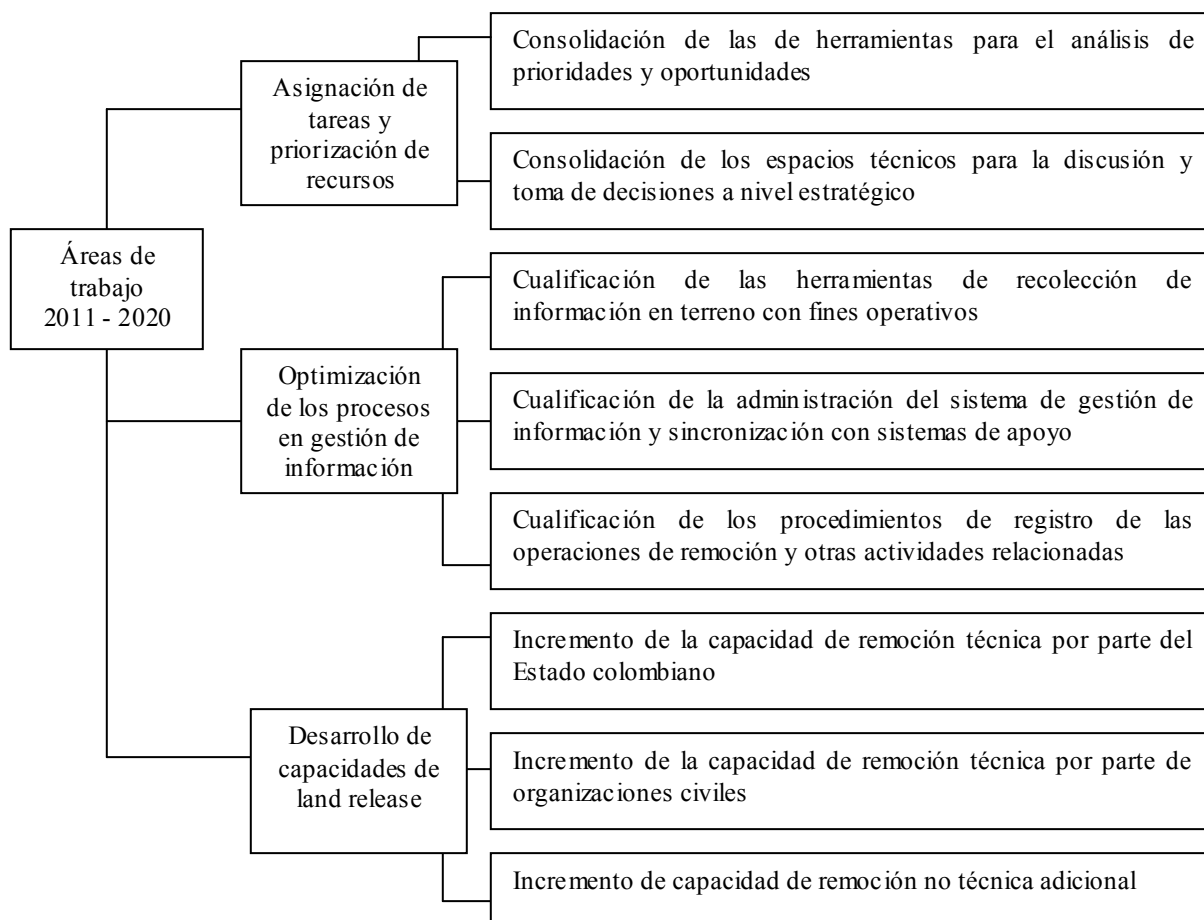 Áreas de
trabajo
2011 - 2020
Asignación de
tareas y
priorización de
recursos
Consolidación de las de herramientas para el análisis de
prioridades y oportunidades
Consolidación de los espacios técnicos para la discusión y
toma de decisiones a nivel estratégico
Optimización
de los procesos
en gestión de
información
Cualificación de las herramientas de recolección de
información en terreno con fines operativos
Cualificación de la administración del sistema de gestión de
información y sincronización con sistemas de apoyo
Cualificación de los procedimientos de registro de las
operaciones de remoción y otras actividades relacionadas
Desarrollo de
capacidades de
land release
Incremento de la capacidad de remoción técnica por parte del
Estado colombiano
Incremento de la capacidad de remoción técnica por parte de
organizaciones civiles
Incremento de capacidad de remoción no técnica adicional